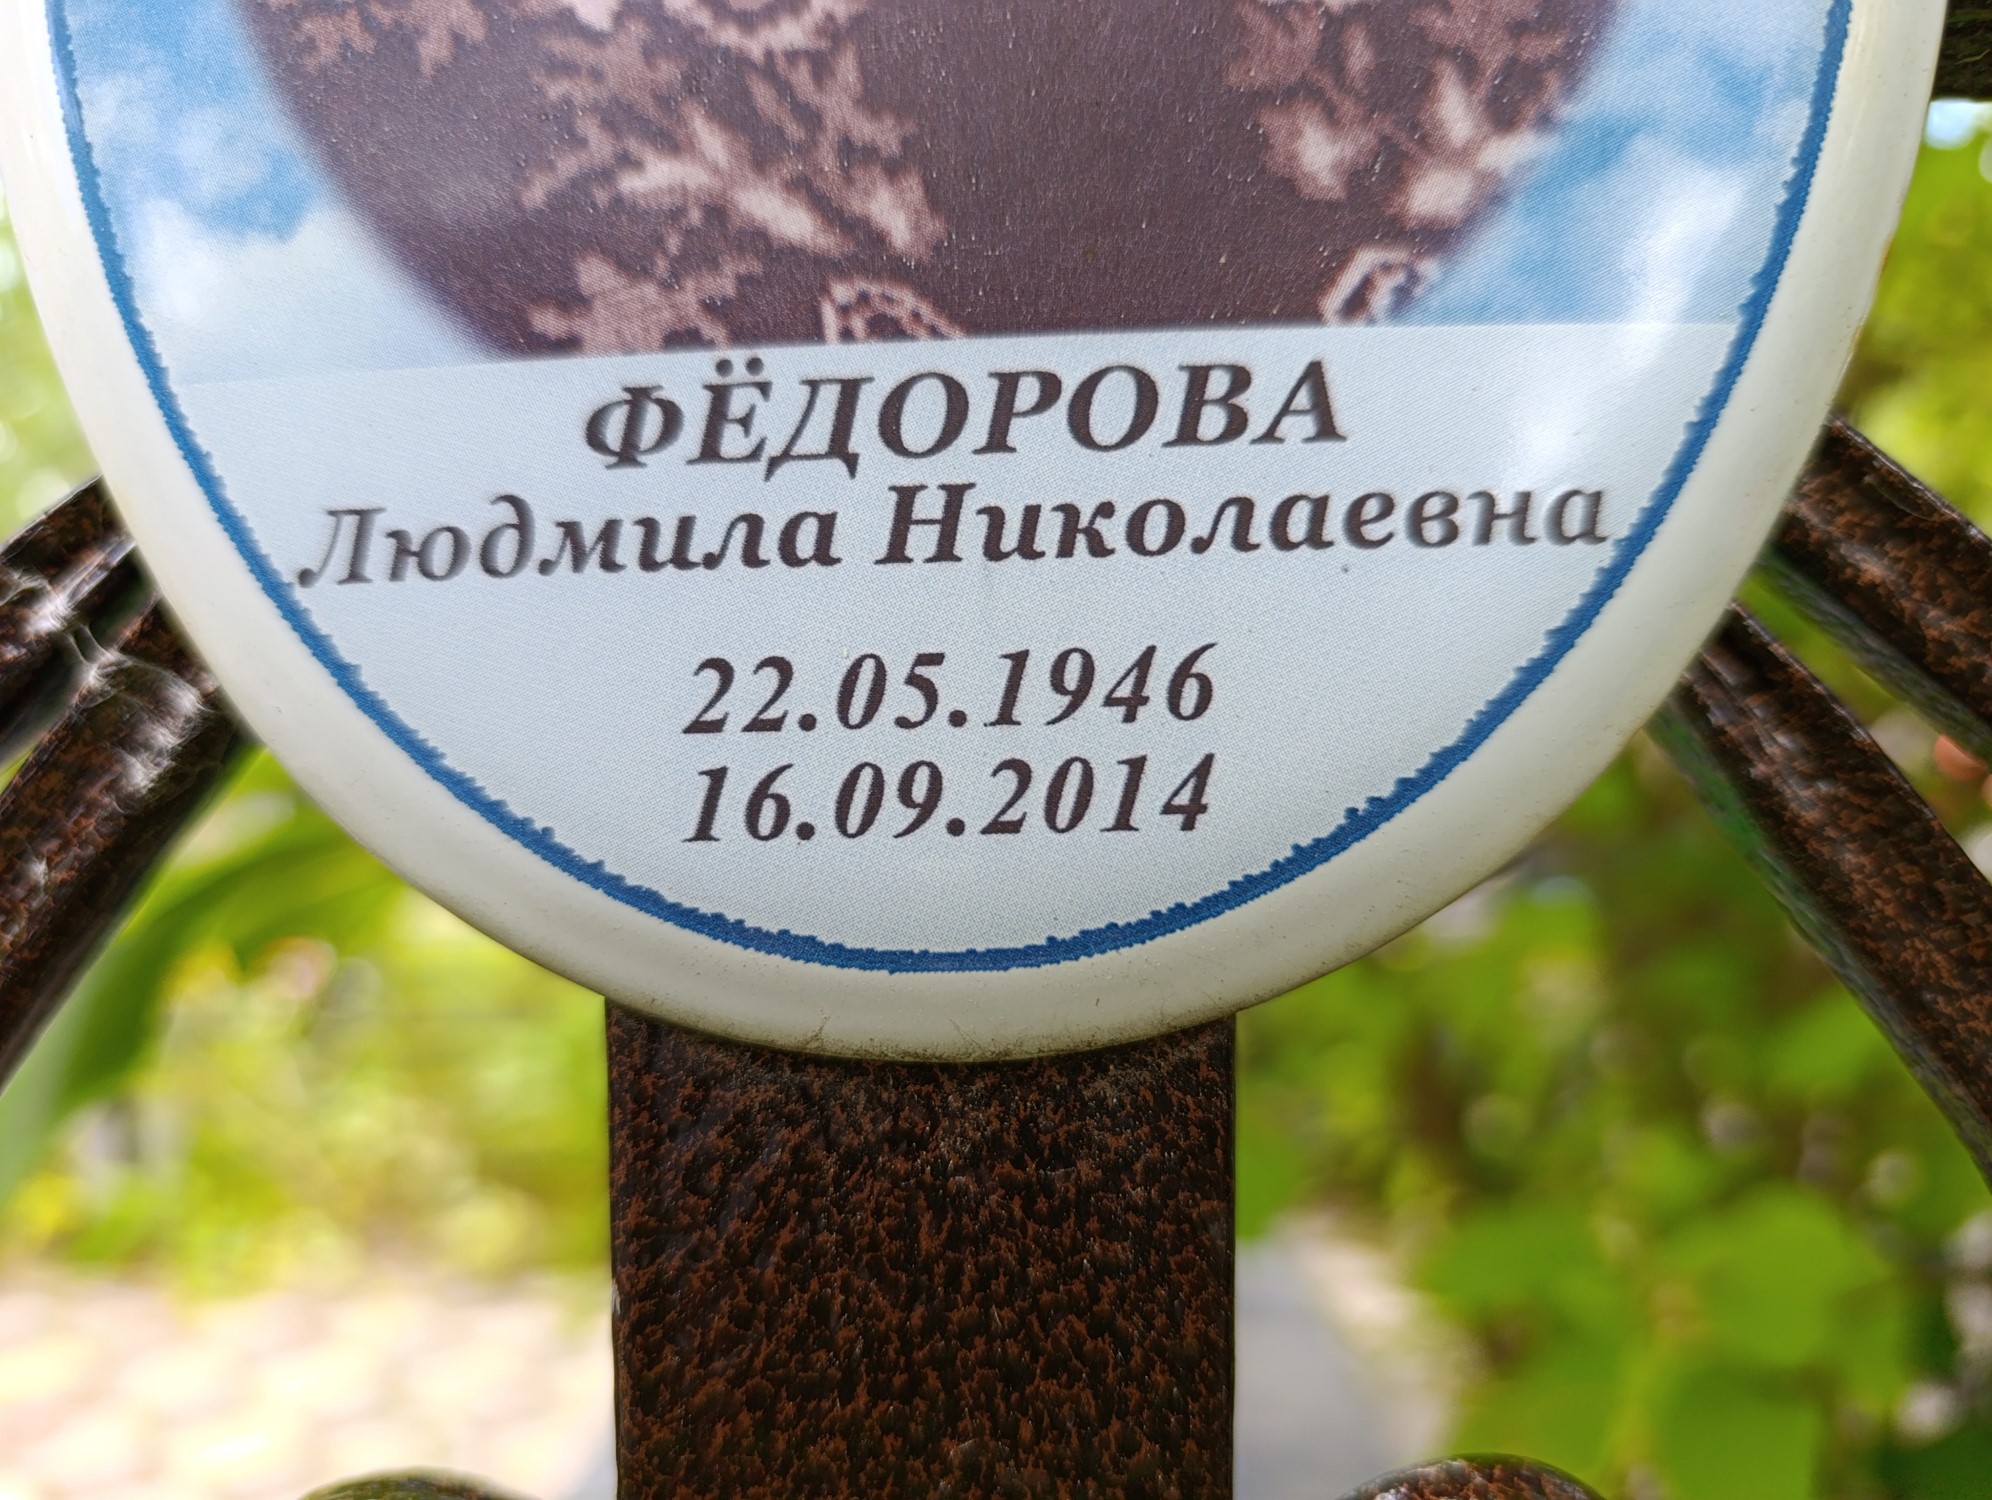 ФЁДОРОВА
Людмила Николаевна
22.05.1946
16.09.2014